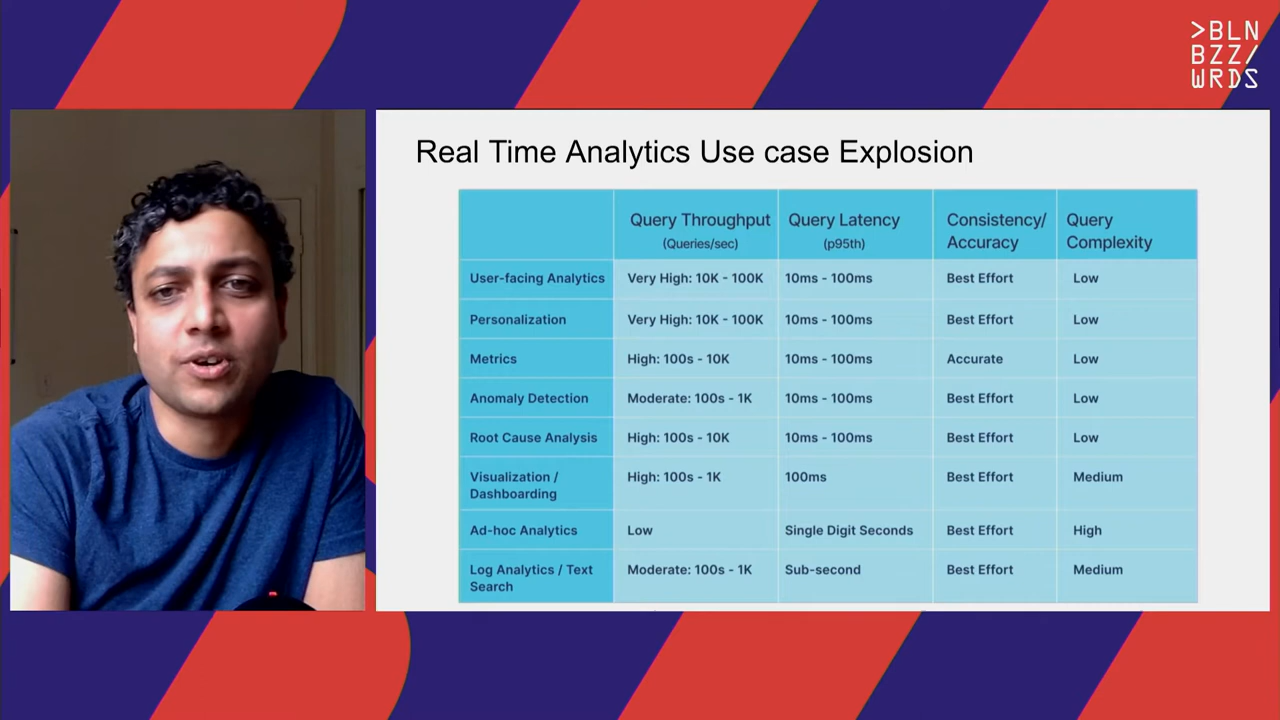 >BLN
BZZ/
WRDS
Real Time Analytics Use case Explosion
Query Throughput
(Queries/sec)
Query Latency
(p95th)
Consistency/
Accuracy
Query
Complexity
User-facing Analytics
Very High: 10K - 100K
10ms - 100ms
Best Effort
Low
Personalization
Very High: 10K - 100K
10ms - 100ms
Best Effort
Low
Metrics
High: 100s - 10K
10ms - 100ms
Accurate
Low
Anomaly Detection
Moderate: 100s - 1K
10ms - 100ms
Best Effort
Low
Root Cause Analysis
High: 100s - 10K
10ms - 100ms
Best Effort
Low
Visualization /
Dashboarding
High: 100s - 1K
100ms
Best Effort
Medium
Ad-hoc Analytics
Low
Single Digit Seconds
Best Effort
High
Log Analytics / Text
Search
Moderate: 100s - 1K
Sub-second
Best Effort
Medium